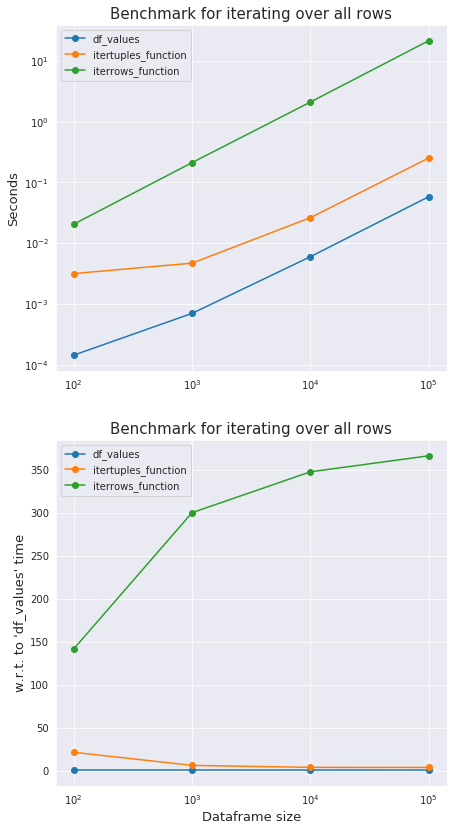 Benchmark for iterating over all rows
df_values
itertuples_function
iterrows_function
Seconds
10¹
10⁰
10⁻¹
10⁻²
10⁻³
10⁻⁴
10² 10³ 10⁴ 10⁵
Benchmark for iterating over all rows
df_values
itertuples_function
iterrows_function
w.r.t. to 'df_values' time
350
300
250
200
150
100
50
0
10² 10³ 10⁴ 10⁵
Dataframe size